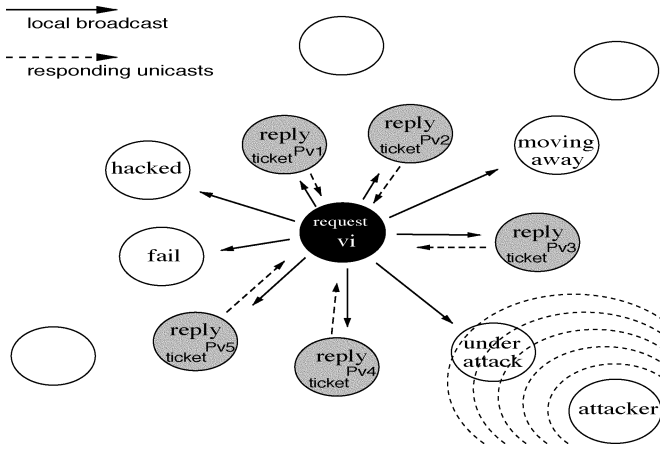 local broadcast
responding unicasts
reply
ticket Pv1
reply
ticket Pv2
moving
away
hacked
request
vi
reply
ticket Pv3
fail
reply
ticket Pv5
reply
ticket Pv4
under
attack
attacker